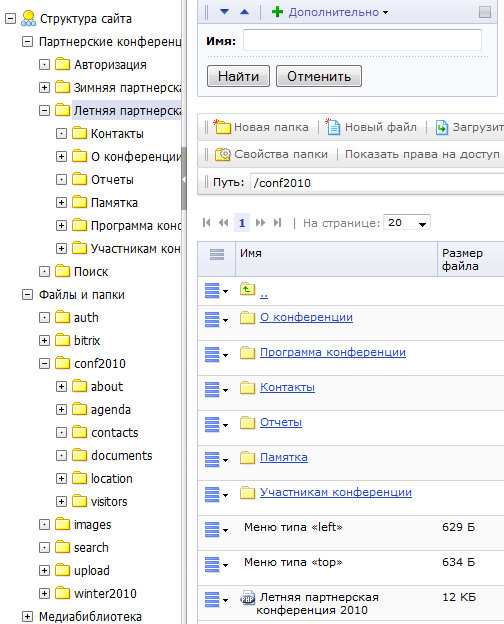 Структура сайта
Партнерские конференц
Авторизация
Зимняя партнерска
Летняя партнерска
Контакты
О конференции
Отчеты
Памятка
Программа конс
Участникам кон
Поиск
Файлы и папки
auth
bitrix
conf2010
about
agenda
contacts
documents
location
visitors
images
search
upload
winter2010
Медиабиблиотека
Дополнительно
Имя:
Найти Отменить
Новая папка Новый файл Загрузит
Свойства папки Показать права на доступ
Путь: /conf2010
1 На странице: 20
Имя Размер
файла
..
О конференции
Программа конференции
Контакты
Отчеты
Памятка
Участникам конференции
Меню типа «left» 629 Б
Меню типа «top» 634 Б
Летняя партнерская 12 КБ
конференция 2010